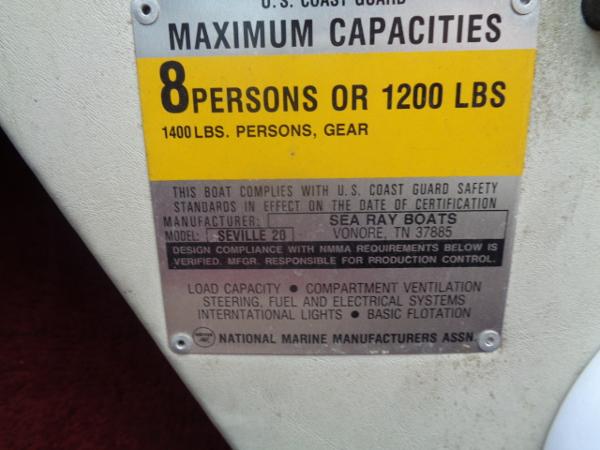 U.S. COAST GUARD
MAXIMUM CAPACITIES
8 PERSONS OR 1200 LBS
1400 LBS. PERSONS, GEAR
THIS BOAT COMPLIES WITH U.S. COAST GUARD SAFETY
STANDARDS IN EFFECT ON THE DATE OF CERTIFICATION
MANUFACTURER: SEA RAY BOATS
MODEL: SEVILLE 20 VONORE, TN 37885
DESIGN COMPLIANCE WITH NMMA REQUIREMENTS BELOW IS
VERIFIED. MFGR. RESPONSIBLE FOR PRODUCTION CONTROL.
LOAD CAPACITY • COMPARTMENT VENTILATION
STEERING, FUEL AND ELECTRICAL SYSTEMS
INTERNATIONAL LIGHTS • BASIC FLOTATION
NATIONAL MARINE MANUFACTURERS ASSN.